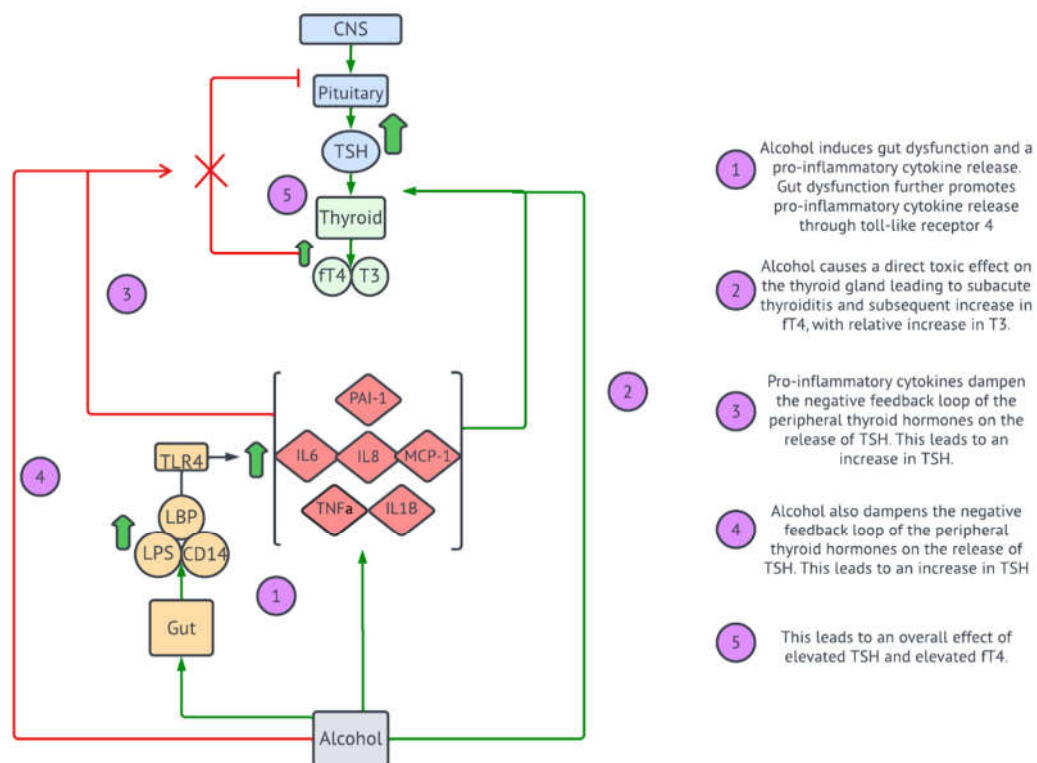 CNS
Pituitary
TSH
5
Thyroid
fT4 T3
3
PAI-1
IL6 IL8 MCP-1
TNFa IL1B
TLR4
LBP
LPS CD14
4
2
1
Gut
Alcohol
1
Alcohol induces gut dysfunction and a
pro-inflammatory cytokine release.
Gut dysfunction further promotes
pro-inflammatory cytokine release
through toll-like receptor 4
2
Alcohol causes a direct toxic effect on
the thyroid gland leading to subacute
thyroiditis and subsequent increase in
fT4, with relative increase in T3.
3
Pro-inflammatory cytokines dampen
the negative feedback loop of the
peripheral thyroid hormones on the
release of TSH. This leads to an
increase in TSH.
4
Alcohol also dampens the negative
feedback loop of the peripheral
thyroid hormones on the release of
TSH. This leads to an increase in TSH
5
This leads to an overall effect of
elevated TSH and elevated fT4.